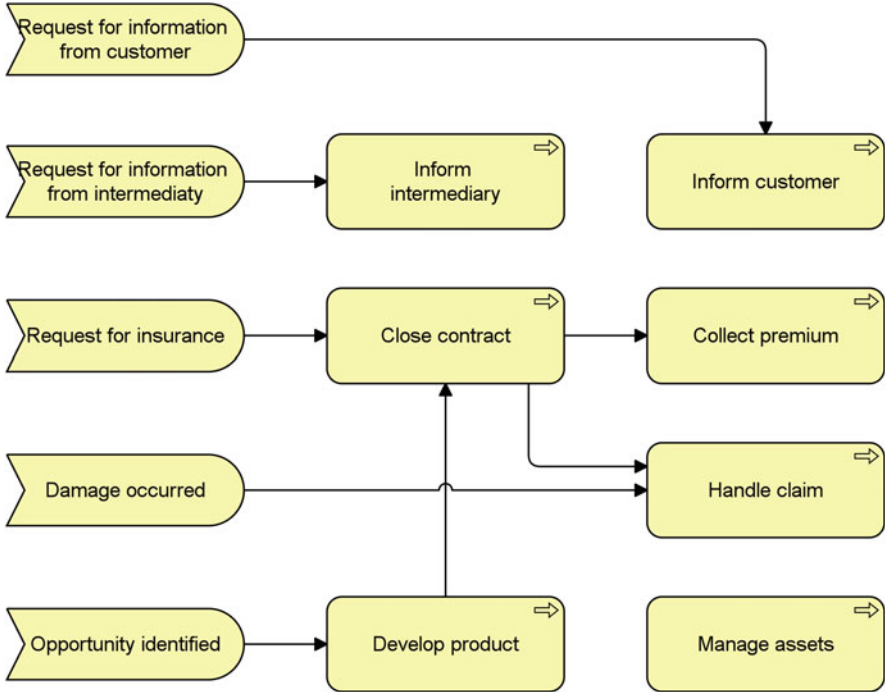 Request for information
from customer
Request for information
from intermediaty
Inform
intermediary
Inform customer
Request for insurance
Close contract
Collect premium
Damage occurred
Handle claim
Opportunity identified
Develop product
Manage assets